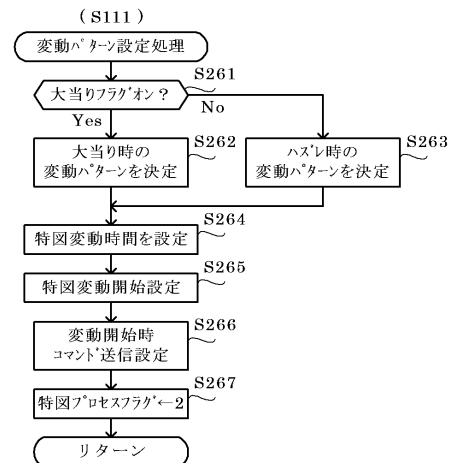 (S111)
変動ﾊﾟﾀｰﾝ設定処理
S261
大当りﾌﾗｸﾞオン？
Yes
No
S262
大当り時の
変動ﾊﾟﾀｰﾝを決定
S263
ﾊｽﾞﾚ時の
変動ﾊﾟﾀｰﾝを決定
S264
特図変動時間を設定
S265
特図変動開始設定
S266
変動開始時
ｺﾏﾝﾄﾞ送信設定
S267
特図ﾌﾟﾛｾｽﾌﾗｸﾞ←2
リターン